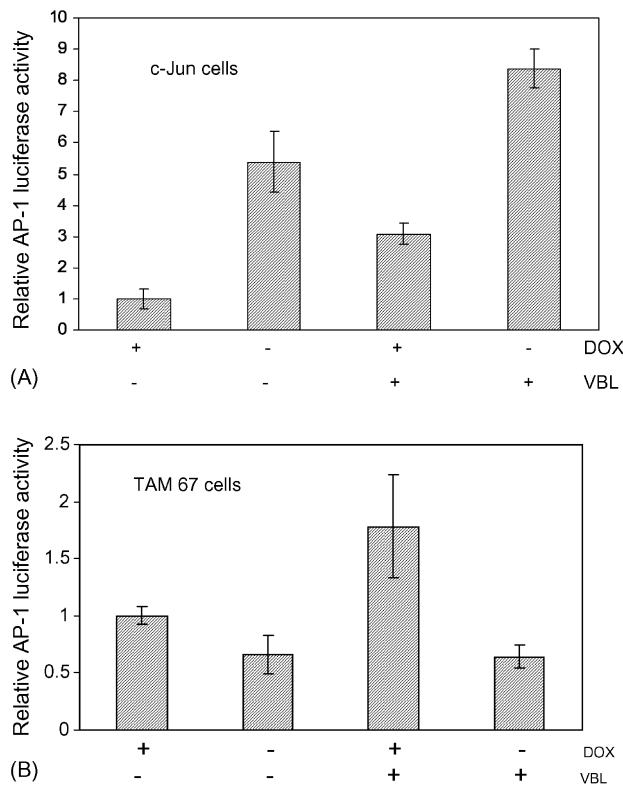 Relative AP-1 luciferase activity
10
9
8
7
6
5
4
3
2
1
0
c-Jun cells
+ - + - DOX
(A) - - + + VBL
Relative AP-1 luciferase activity
2.5
2
1.5
1
0.5
0
TAM 67 cells
+ - + - DOX
(B) - - + + VBL